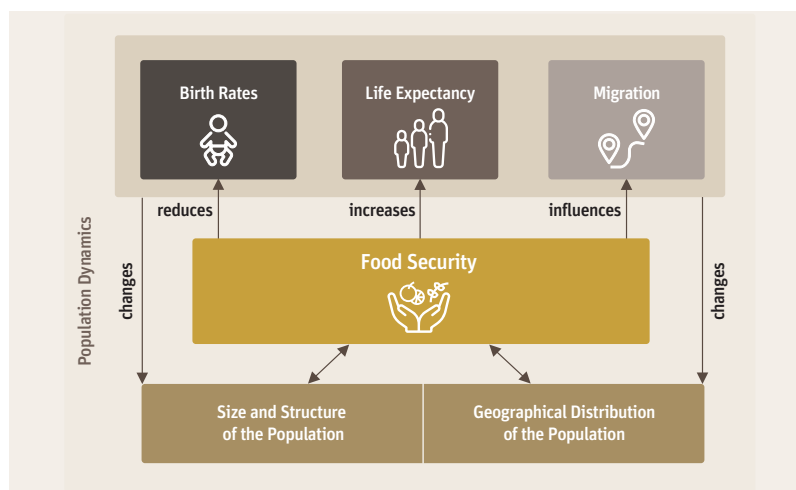 Birth Rates
Life Expectancy
Migration
reduces
increases
influences
Population Dynamics
changes
Food Security
changes
Size and Structure
of the Population
Geographical Distribution
of the Population